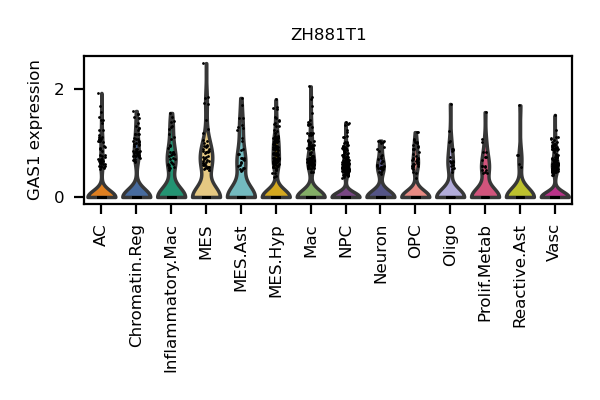 ZH881T1
GAS1 expression
2
0
AC
Chromatin.Reg
Inflammatory.Mac
MES
MES.Ast
MES.Hyp
Mac
NPC
Neuron
OPC
Oligo
Prolif.Metab
Reactive.Ast
Vasc